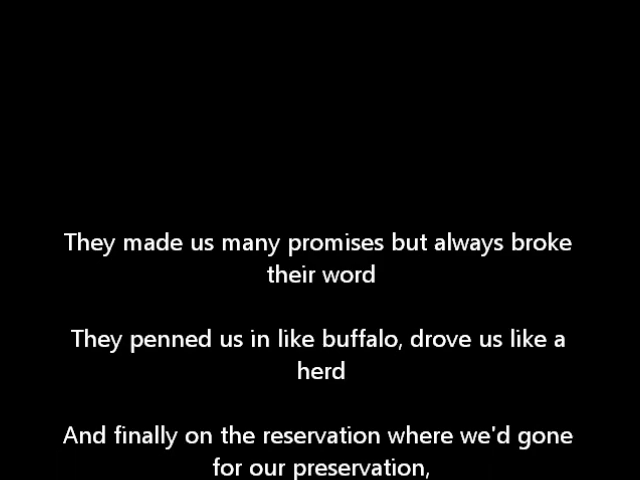 They made us many promises but always broke
their word
They penned us in like buffalo, drove us like a
herd
And finally on the reservation where we'd gone
for our preservation,